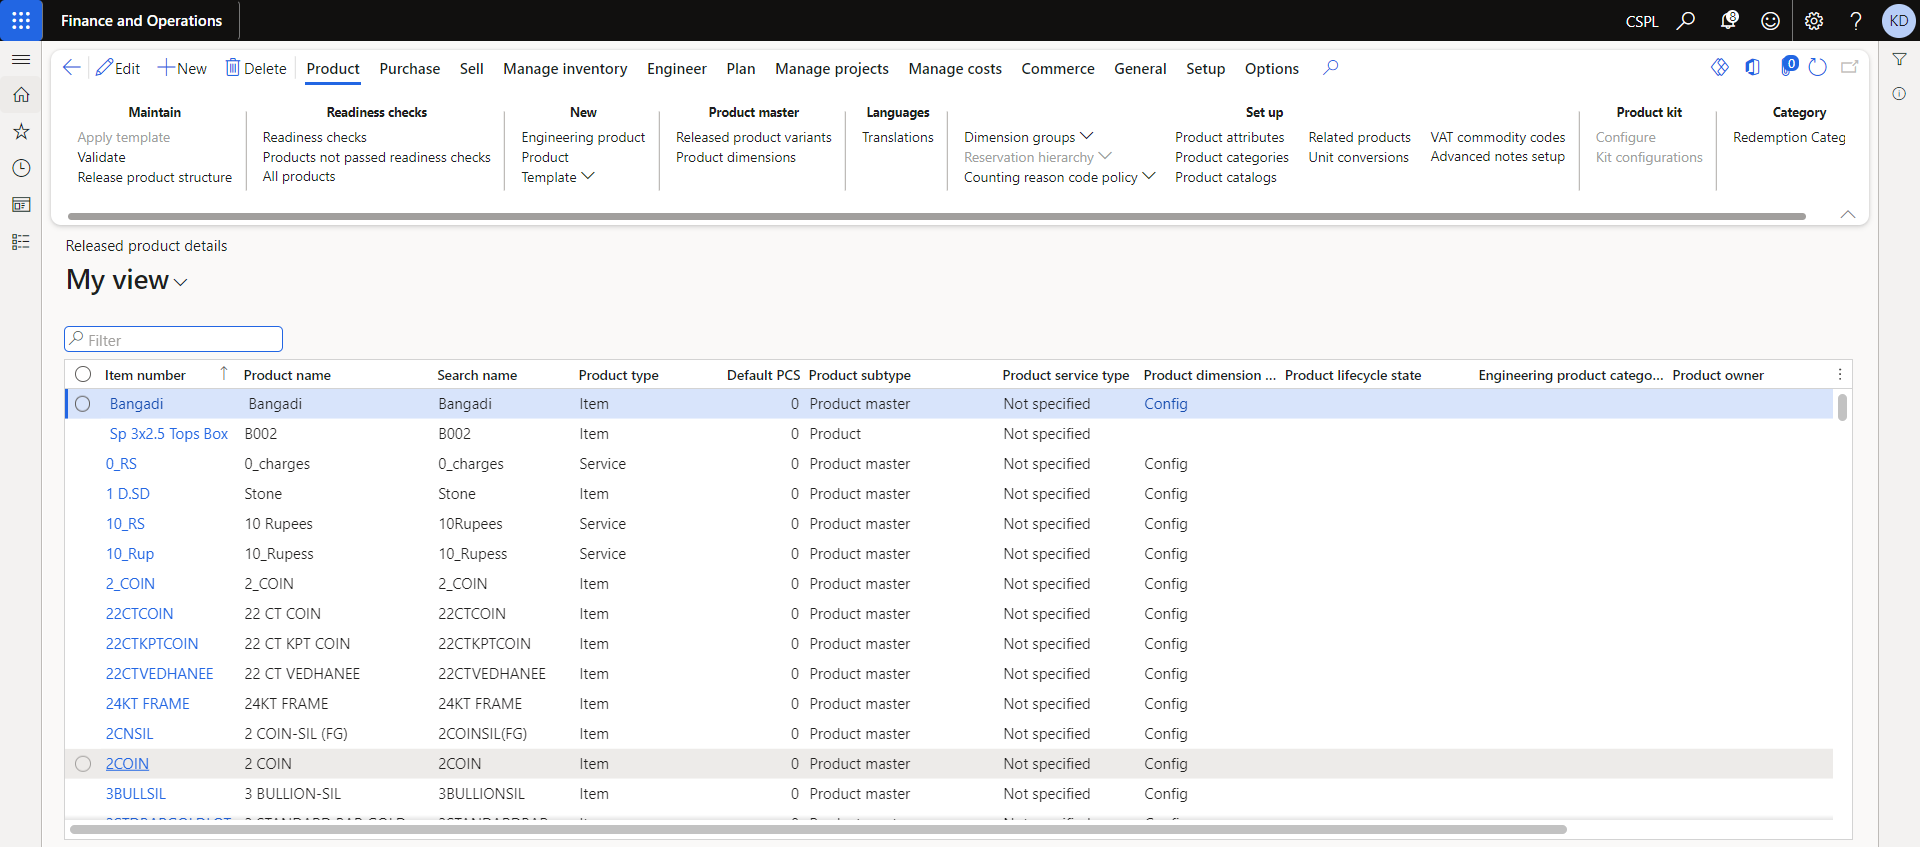 Finance and Operations
CSPL
8
KD
Edit New Delete Product Purchase Sell Manage inventory Engineer Plan Manage projects Manage costs Commerce General Setup Options
0
Maintain
Apply template
Validate
Release product structure
Readiness checks
Readiness checks
Products not passed readiness checks
All products
New
Engineering product
Product
Template
Product master
Released product variants
Product dimensions
Languages
Translations
Set up
Dimension groups
Reservation hierarchy
Counting reason code policy
Product attributes
Product categories
Product catalogs
Related products
Unit conversions
VAT commodity codes
Advanced notes setup
Product kit
Configure
Kit configurations
Category
Redemption Categ
Released product details
My view
Filter
Item number Product name Search name Product type Default PCS Product subtype Product service type Product dimension ... Product lifecycle state Engineering product catego... Product owner
Bangadi Bangadi Bangadi Item 0 Product master Not specified Config
Sp 3x2.5 Tops Box B002 B002 Item 0 Product Not specified
0_RS 0_charges 0_charges Service 0 Product master Not specified Config
1 D.SD Stone Stone Item 0 Product master Not specified Config
10_RS 10 Rupees 10Rupees Service 0 Product master Not specified Config
10_Rup 10_Rupess 10_Rupess Service 0 Product master Not specified Config
2_COIN 2_COIN 2_COIN Item 0 Product master Not specified Config
22CTCOIN 22 CT COIN 22CTCOIN Item 0 Product master Not specified Config
22CTKPTCOIN 22 CT KPT COIN 22CTKPTCOIN Item 0 Product master Not specified Config
22CTVEDHANEE 22 CT VEDHANEE 22CTVEDHANEE Item 0 Product master Not specified Config
24KT FRAME 24KT FRAME 24KT FRAME Item 0 Product master Not specified Config
2CNSIL 2 COIN-SIL (FG) 2COINSIL(FG) Item 0 Product master Not specified Config
2COIN 2 COIN 2COIN Item 0 Product master Not specified Config
3BULLSIL 3 BULLION-SIL 3BULLIONSIL Item 0 Product master Not specified Config